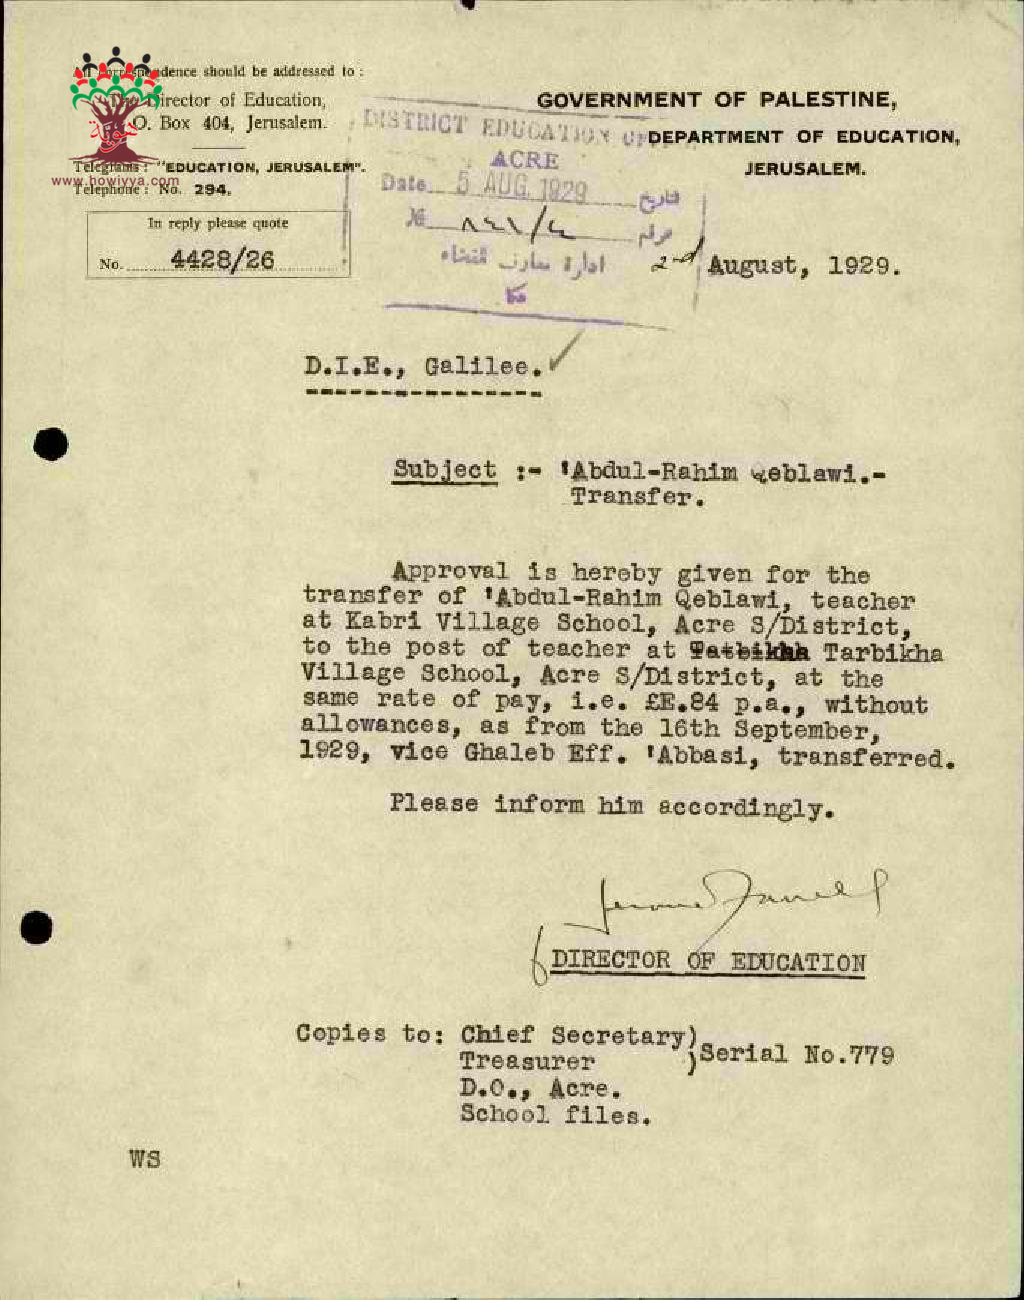 All correspondence should be addressed to :
The Director of Education,
P.O. Box 404, Jerusalem.
Telegrams : "EDUCATION, JERUSALEM".
www.howiyya.com
Telephone : No. 294.
In reply please quote
No. 4428/26
GOVERNMENT OF PALESTINE,
DEPARTMENT OF EDUCATION,
JERUSALEM.
DISTRICT EDUCATION
ACRE
Date 5 AUG 1929 تاريخ
№
ادارة معارف
عكا
2nd August, 1929.
D.I.E., Galilee.
Subject :- 'Abdul-Rahim Qeblawi.-
Transfer.
Approval is hereby given for the
transfer of 'Abdul-Rahim Qeblawi, teacher
at Kabri Village School, Acre S/District,
to the post of teacher at Tarbikha
Village School, Acre S/District, at the
same rate of pay, i.e. £E.84 p.a., without
allowances, as from the 16th September,
1929, vice Ghaleb Eff. 'Abbasi, transferred.
Please inform him accordingly.
DIRECTOR OF EDUCATION
Copies to: Chief Secretary)
Treasurer ) Serial No.779
D.O., Acre.
School files.
WS